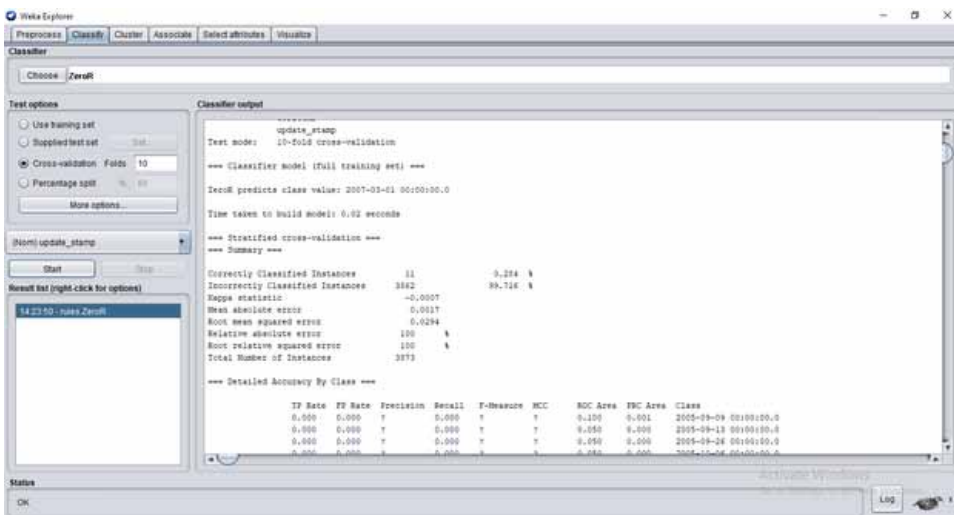 Weka Explorer
Preprocess Classify Cluster Associate Select attributes Visualize
Classifier
Choose ZeroR
Test options
Use training set
Supplied test set Set...
Cross-validation Folds 10
Percentage split %
More options...
(Nom) update_stamp
Start Stop
Result list (right-click for options)
14:23:50 - rules.ZeroR
Classifier output
update_stamp
Test mode: 10-fold cross-validation
=== Classifier model (full training set) ===
ZeroR predicts class value: 2007-03-01 00:00:00.0
Time taken to build model: 0.02 seconds
=== Stratified cross-validation ===
=== Summary ===
Correctly Classified Instances 11 0.284 %
Incorrectly Classified Instances 3862 99.716 %
Kappa statistic -0.0007
Mean absolute error 0.0017
Root mean squared error 0.0294
Relative absolute error 100 %
Root relative squared error 100 %
Total Number of Instances 3873
=== Detailed Accuracy By Class ===
TP Rate FP Rate Precision Recall F-Measure MCC ROC Area PRC Area Class
0.000 0.000 ? 0.000 ? ? 0.100 0.001 2005-09-09 00:00:00.0
0.000 0.000 ? 0.000 ? ? 0.050 0.000 2005-09-13 00:00:00.0
0.000 0.000 ? 0.000 ? ? 0.050 0.000 2005-09-26 00:00:00.0
Activate Windows
Status
OK
Log